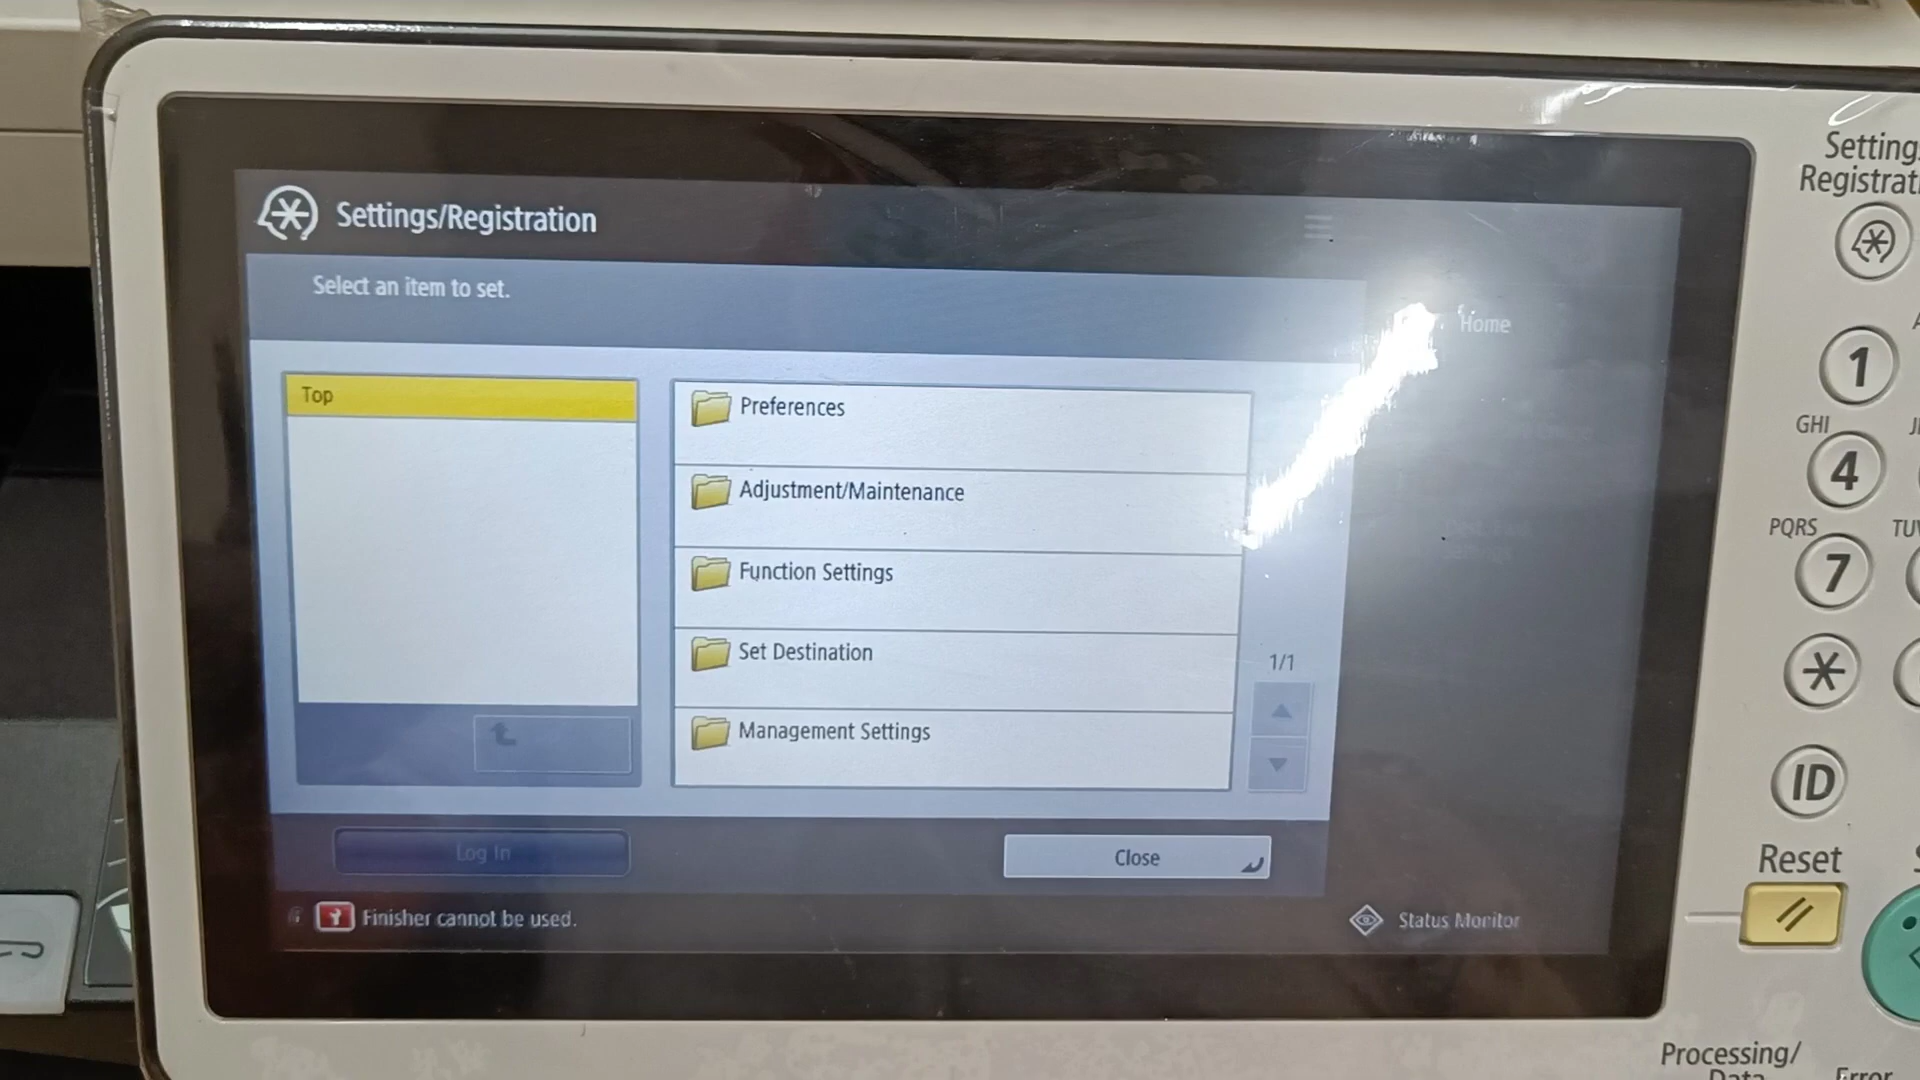 Settings/Registration
Select an item to set.
Home
Top
Preferences
Adjustment/Maintenance
Function Settings
Set Destination
Management Settings
1/1
Log In
Close
Finisher cannot be used.
Status Monitor
Registrat
1
GHI
4
PQRS
7
ID
Reset
Processing/
Data
Error